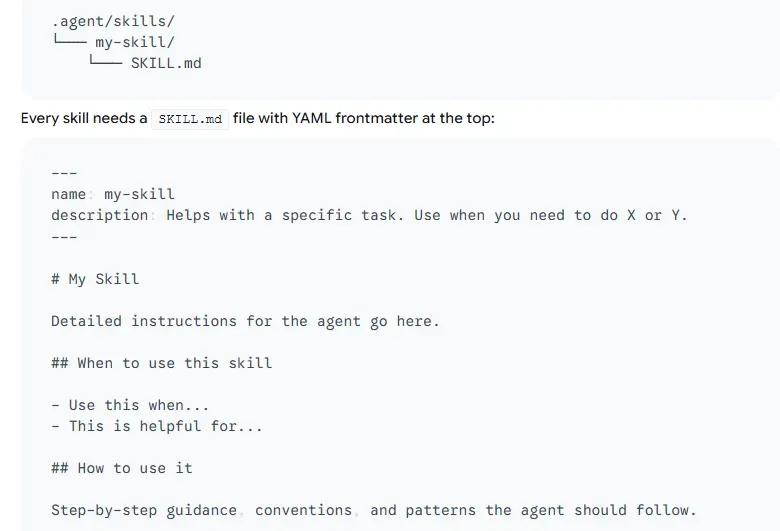 .agent/skills/
└── my-skill/
    └── SKILL.md
Every skill needs a SKILL.md file with YAML frontmatter at the top:
---
name: my-skill
description: Helps with a specific task. Use when you need to do X or Y.
---
# My Skill
Detailed instructions for the agent go here.
## When to use this skill
- Use this when...
- This is helpful for...
## How to use it
Step-by-step guidance, conventions, and patterns the agent should follow.